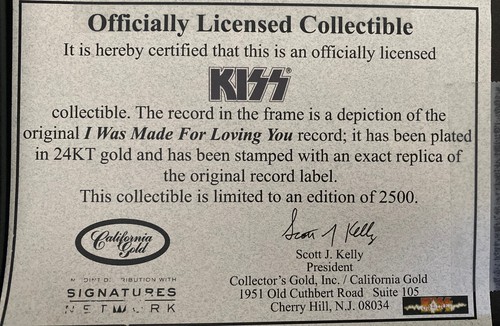 Officially Licensed Collectible
It is hereby certified that this is an officially licensed
KISS
collectible. The record in the frame is a depiction of the
original I Was Made For Loving You record; it has been plated
in 24KT gold and has been stamped with an exact replica of
the original record label.
This collectible is limited to an edition of 2500.
California
Gold
Scott J Kelly
Scott J. Kelly
President
Collector's Gold, Inc. / California Gold
1951 Old Cuthbert Road Suite 105
Cherry Hill, N.J. 08034
WITH
SIGNATURES
NETWORK